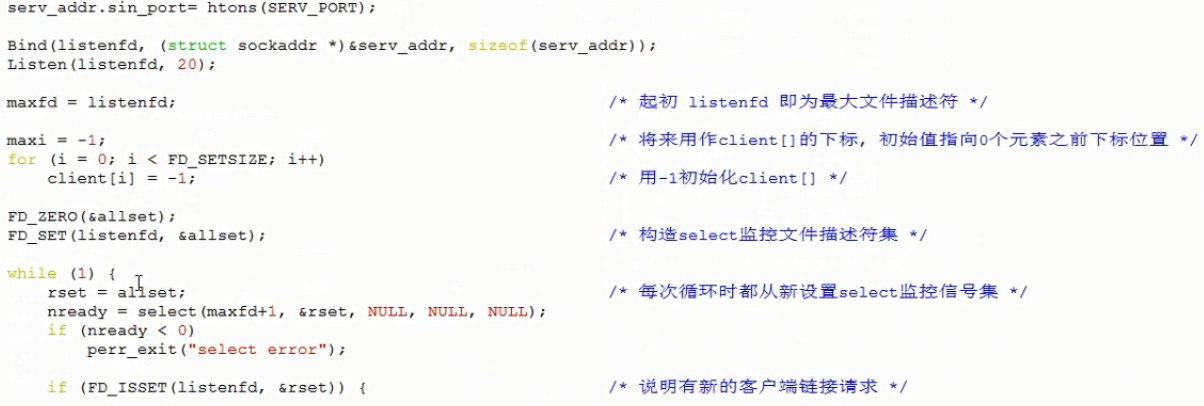 serv_addr.sin_port= htons(SERV_PORT);
Bind(listenfd, (struct sockaddr *)&serv_addr, sizeof(serv_addr));
Listen(listenfd, 20);
maxfd = listenfd; /* 起初 listenfd 即为最大文件描述符 */
maxi = -1; /* 将来用作client[]的下标, 初始值指向0个元素之前下标位置 */
for (i = 0; i < FD_SETSIZE; i++)
client[i] = -1; /* 用-1初始化client[] */
FD_ZERO(&allset);
FD_SET(listenfd, &allset); /* 构造select监控文件描述符集 */
while (1) {
rset = allset; /* 每次循环时都从新设置select监控信号集 */
nready = select(maxfd+1, &rset, NULL, NULL, NULL);
if (nready < 0)
perr_exit("select error");
if (FD_ISSET(listenfd, &rset)) { /* 说明有新的客户端链接请求 */